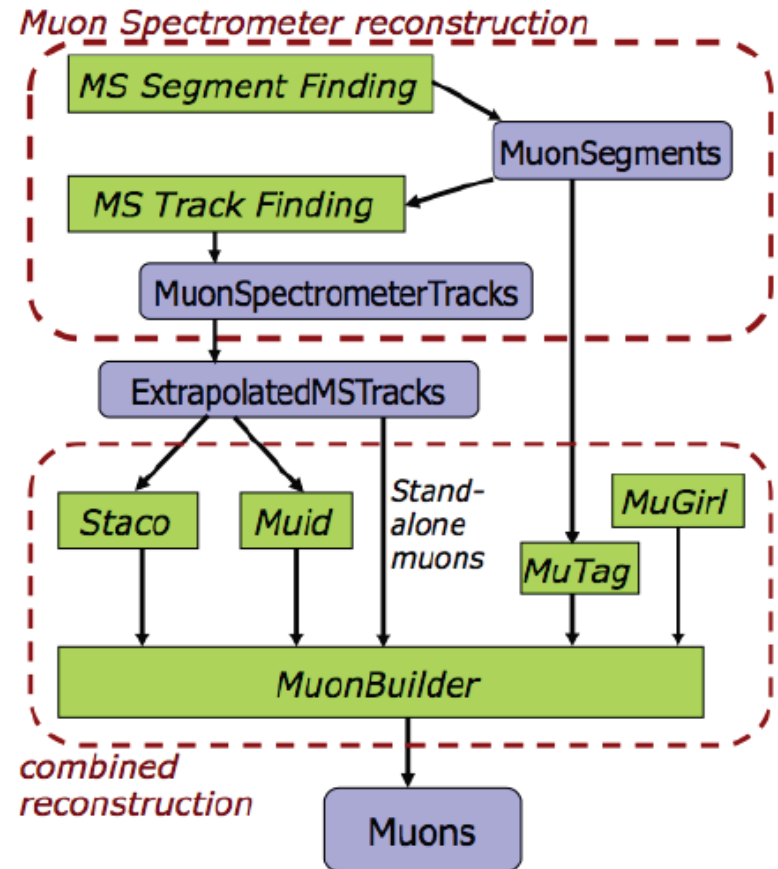 Muon Spectrometer reconstruction
MS Segment Finding
MuonSegments
MS Track Finding
MuonSpectrometerTracks
ExtrapolatedMSTracks
Stand-
alone
muons
Staco
Muid
MuTag
MuGirl
MuonBuilder
combined
reconstruction
Muons